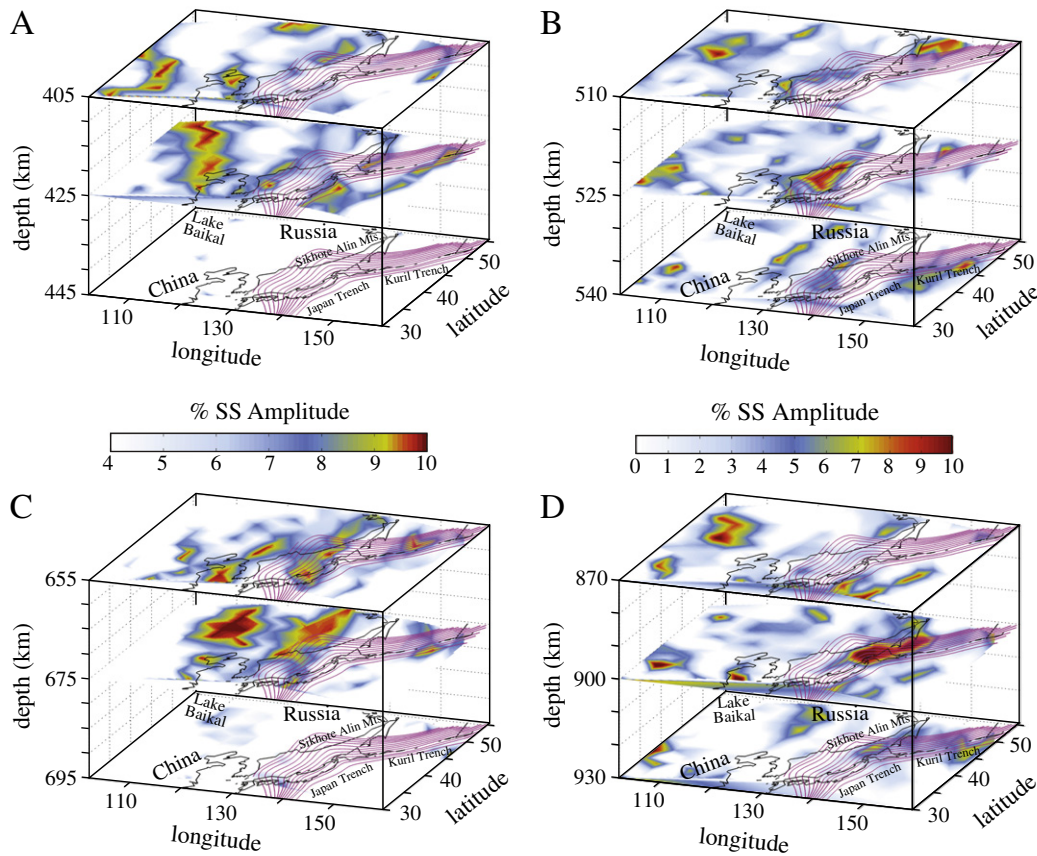 A
405
425
445
depth (km)
Lake
Baikal
Russia
China
Sikhote Alin Mts
Japan Trench
Kuril Trench
110
130
150
longitude
30
40
50
latitude
B
510
525
540
depth (km)
Lake
Baikal
Russia
China
Sikhote Alin Mts
Japan Trench
Kuril Trench
110
130
150
longitude
30
40
50
latitude
% SS Amplitude
4 5 6 7 8 9 10
% SS Amplitude
0 1 2 3 4 5 6 7 8 9 10
C
655
675
695
depth (km)
Lake
Baikal
Russia
China
Sikhote Alin Mts
Japan Trench
Kuril Trench
110
130
150
longitude
30
40
50
latitude
D
870
900
930
depth (km)
Lake
Baikal
Russia
China
Sikhote Alin Mts
Japan Trench
Kuril Trench
110
130
150
longitude
30
40
50
latitude